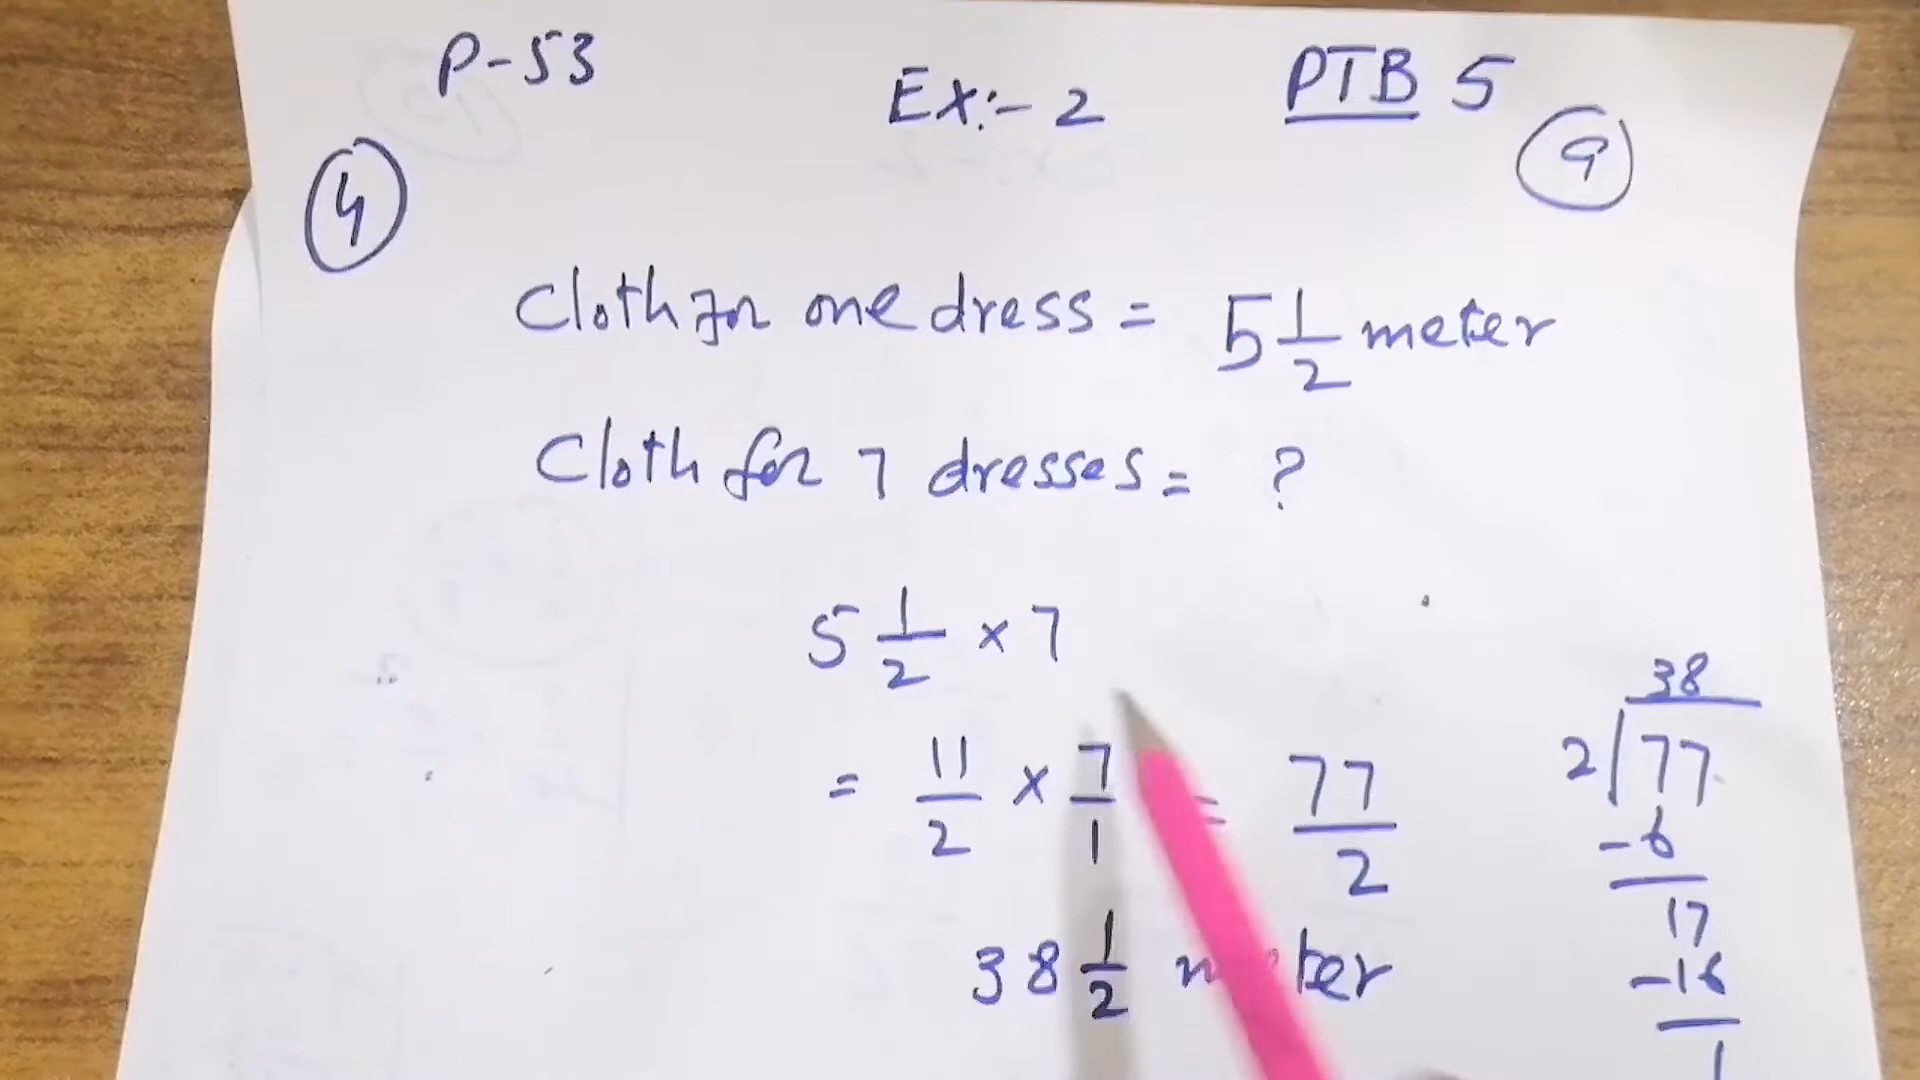 P-53 Ex:- 2 PTB 5
4 9
Cloth for one dress = 5 1/2 meter
Cloth for 7 dresses = ?
5 1/2 × 7
= 11/2 × 7/1 = 77/2
38 1/2 meter
38
2 77
-6
17
-16
1